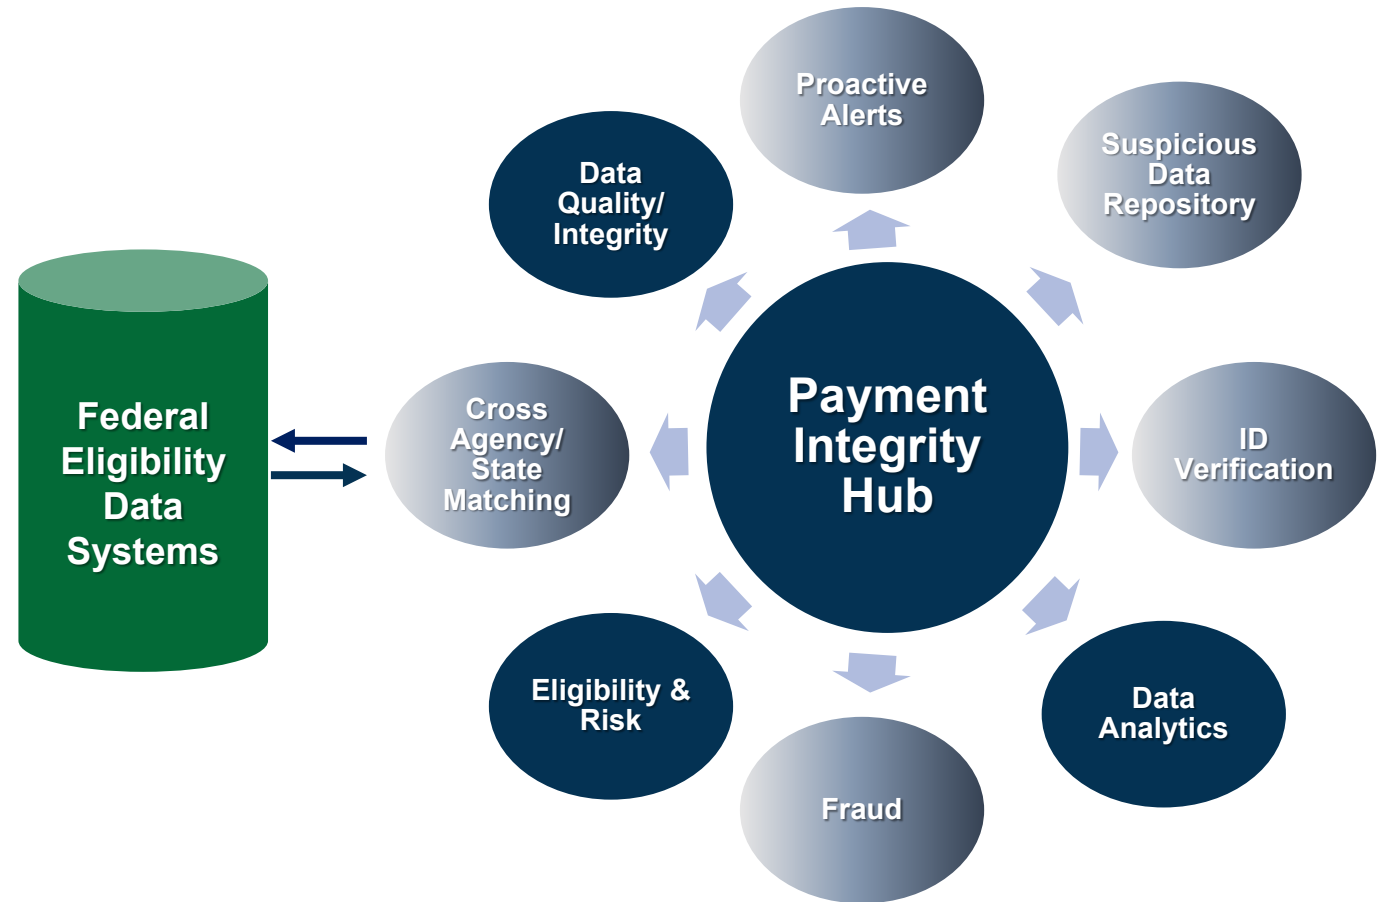 Proactive
Alerts
Suspicious
Data
Repository
Data
Quality/
Integrity
Federal
Eligibility
Data
Systems
Cross
Agency/
State
Matching
Payment
Integrity
Hub
ID
Verification
Eligibility &
Risk
Data
Analytics
Fraud